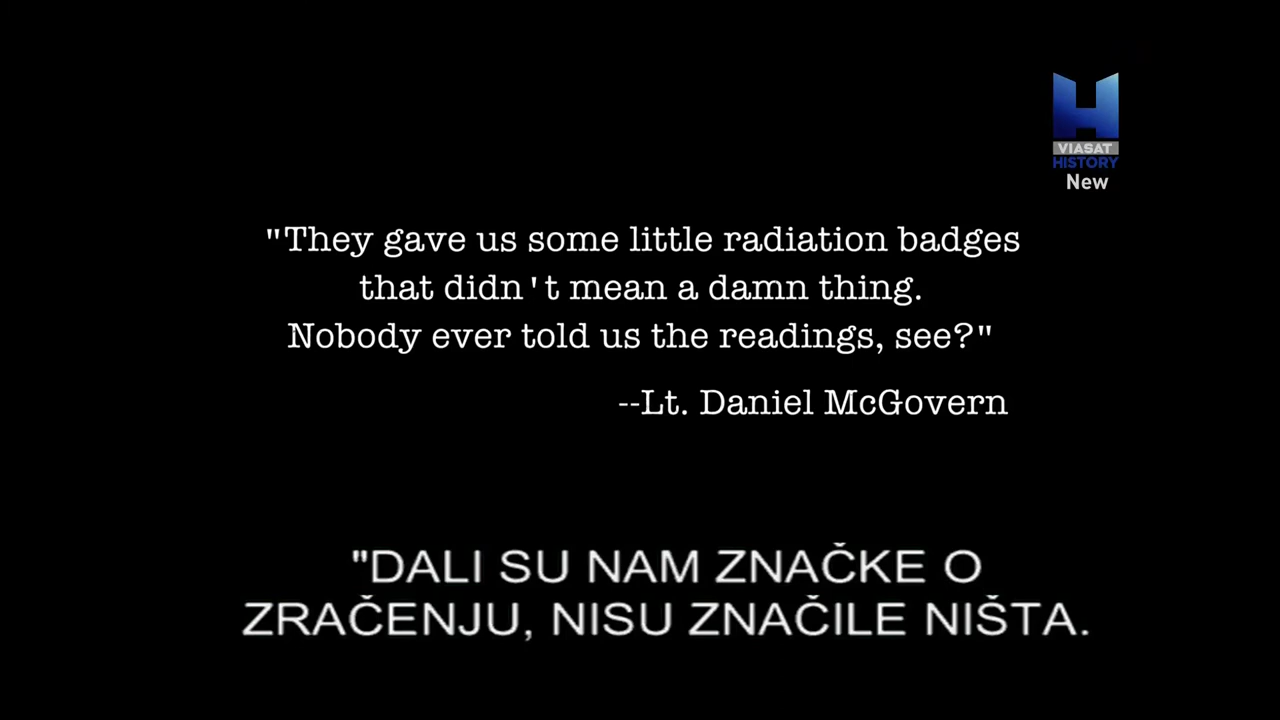 VIASAT
HISTORY
New
"They gave us some little radiation badges
that didn't mean a damn thing.
Nobody ever told us the readings, see?"
--Lt. Daniel McGovern
"DALI SU NAM ZNAČKE O
ZRAČENJU, NISU ZNAČILE NIŠTA.